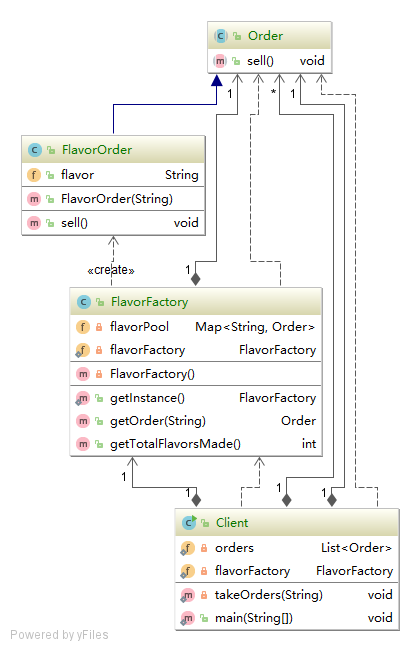 Order
sell() void
1 * 1
FlavorOrder
flavor String
FlavorOrder(String)
sell() void
«create»
1
FlavorFactory
flavorPool Map<String, Order>
flavorFactory FlavorFactory
FlavorFactory()
getInstance() FlavorFactory
getOrder(String) Order
getTotalFlavorsMade() int
1
1 1 1
Client
orders List<Order>
flavorFactory FlavorFactory
takeOrders(String) void
main(String[]) void
Powered by yFiles